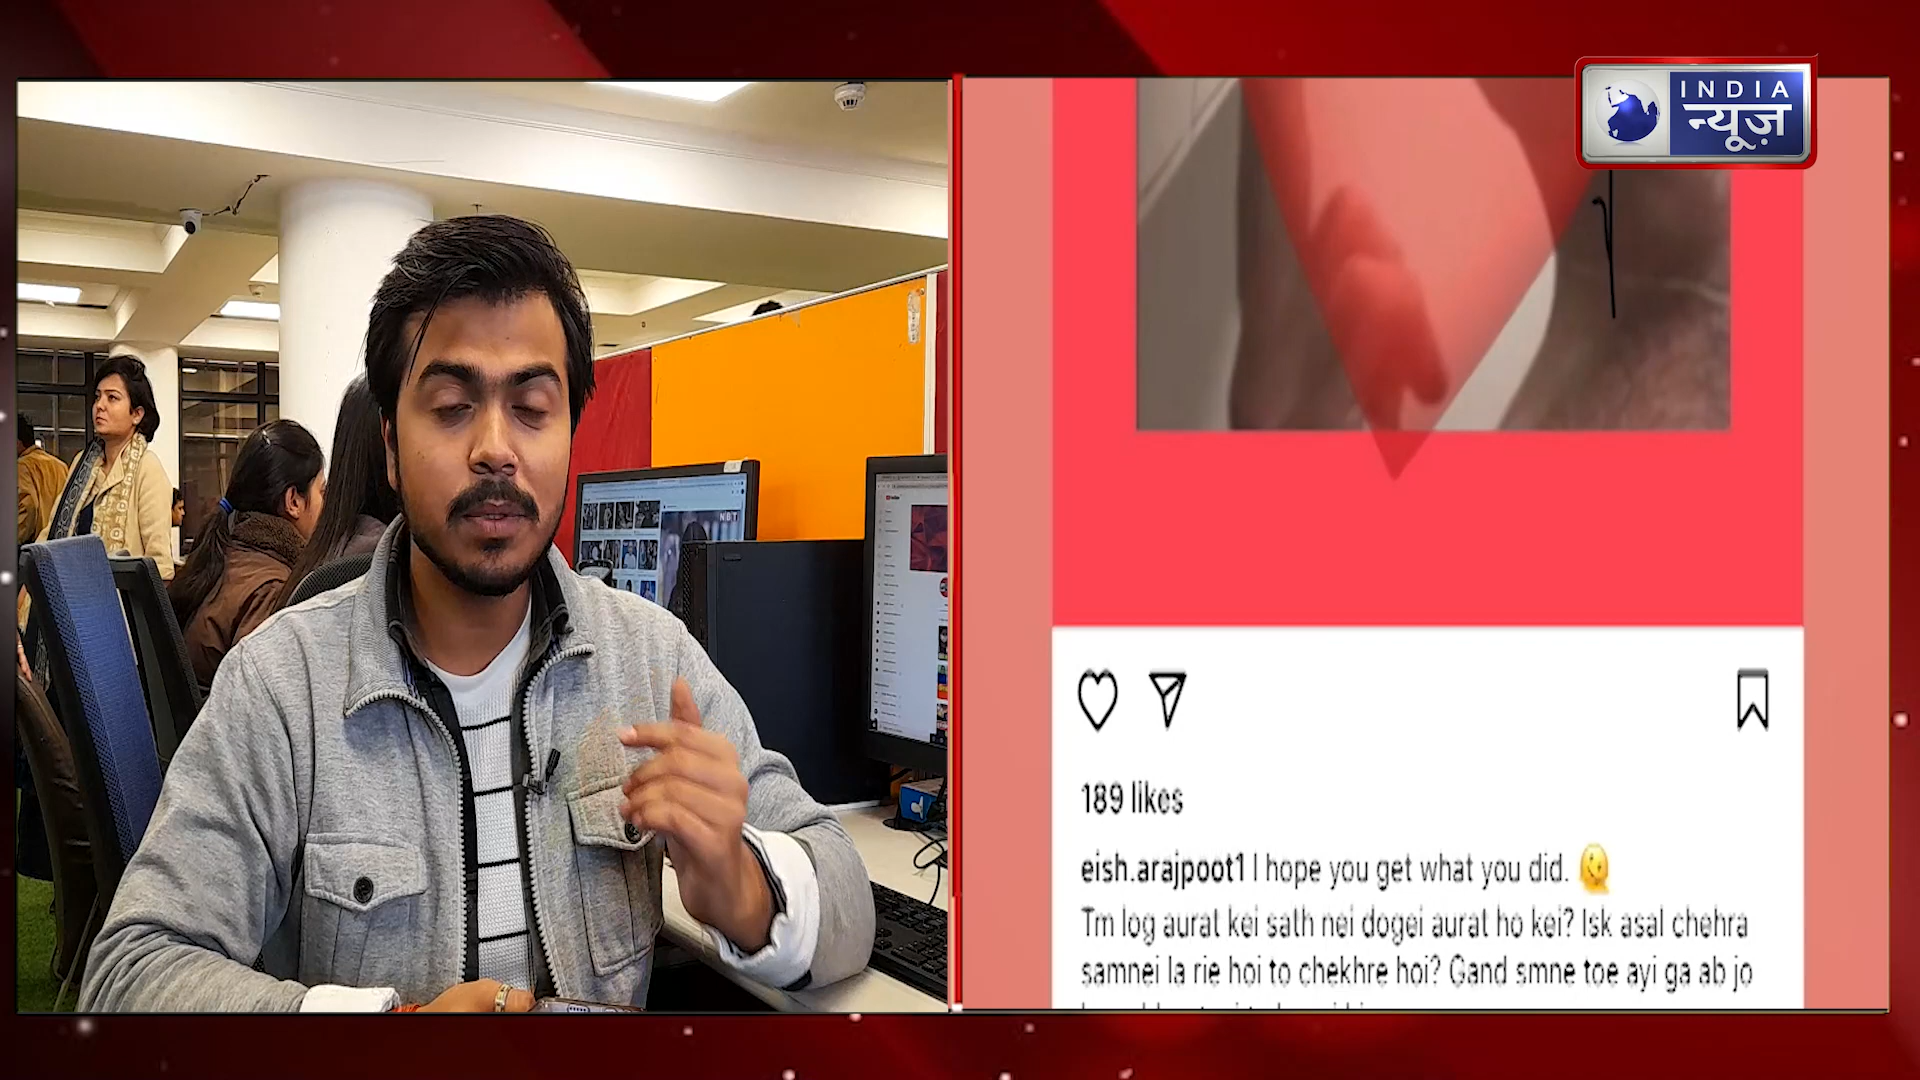 INDIA
न्यूज़
NBT
189 likes
eish.arajpoot1 I hope you get what you did. 🫠
Tm log aurat kei sath nei dogei aurat ho kei? Isk asal chehra
samnei la rie hoi to chekhre hoi? Gand smne toe ayi ga ab jo